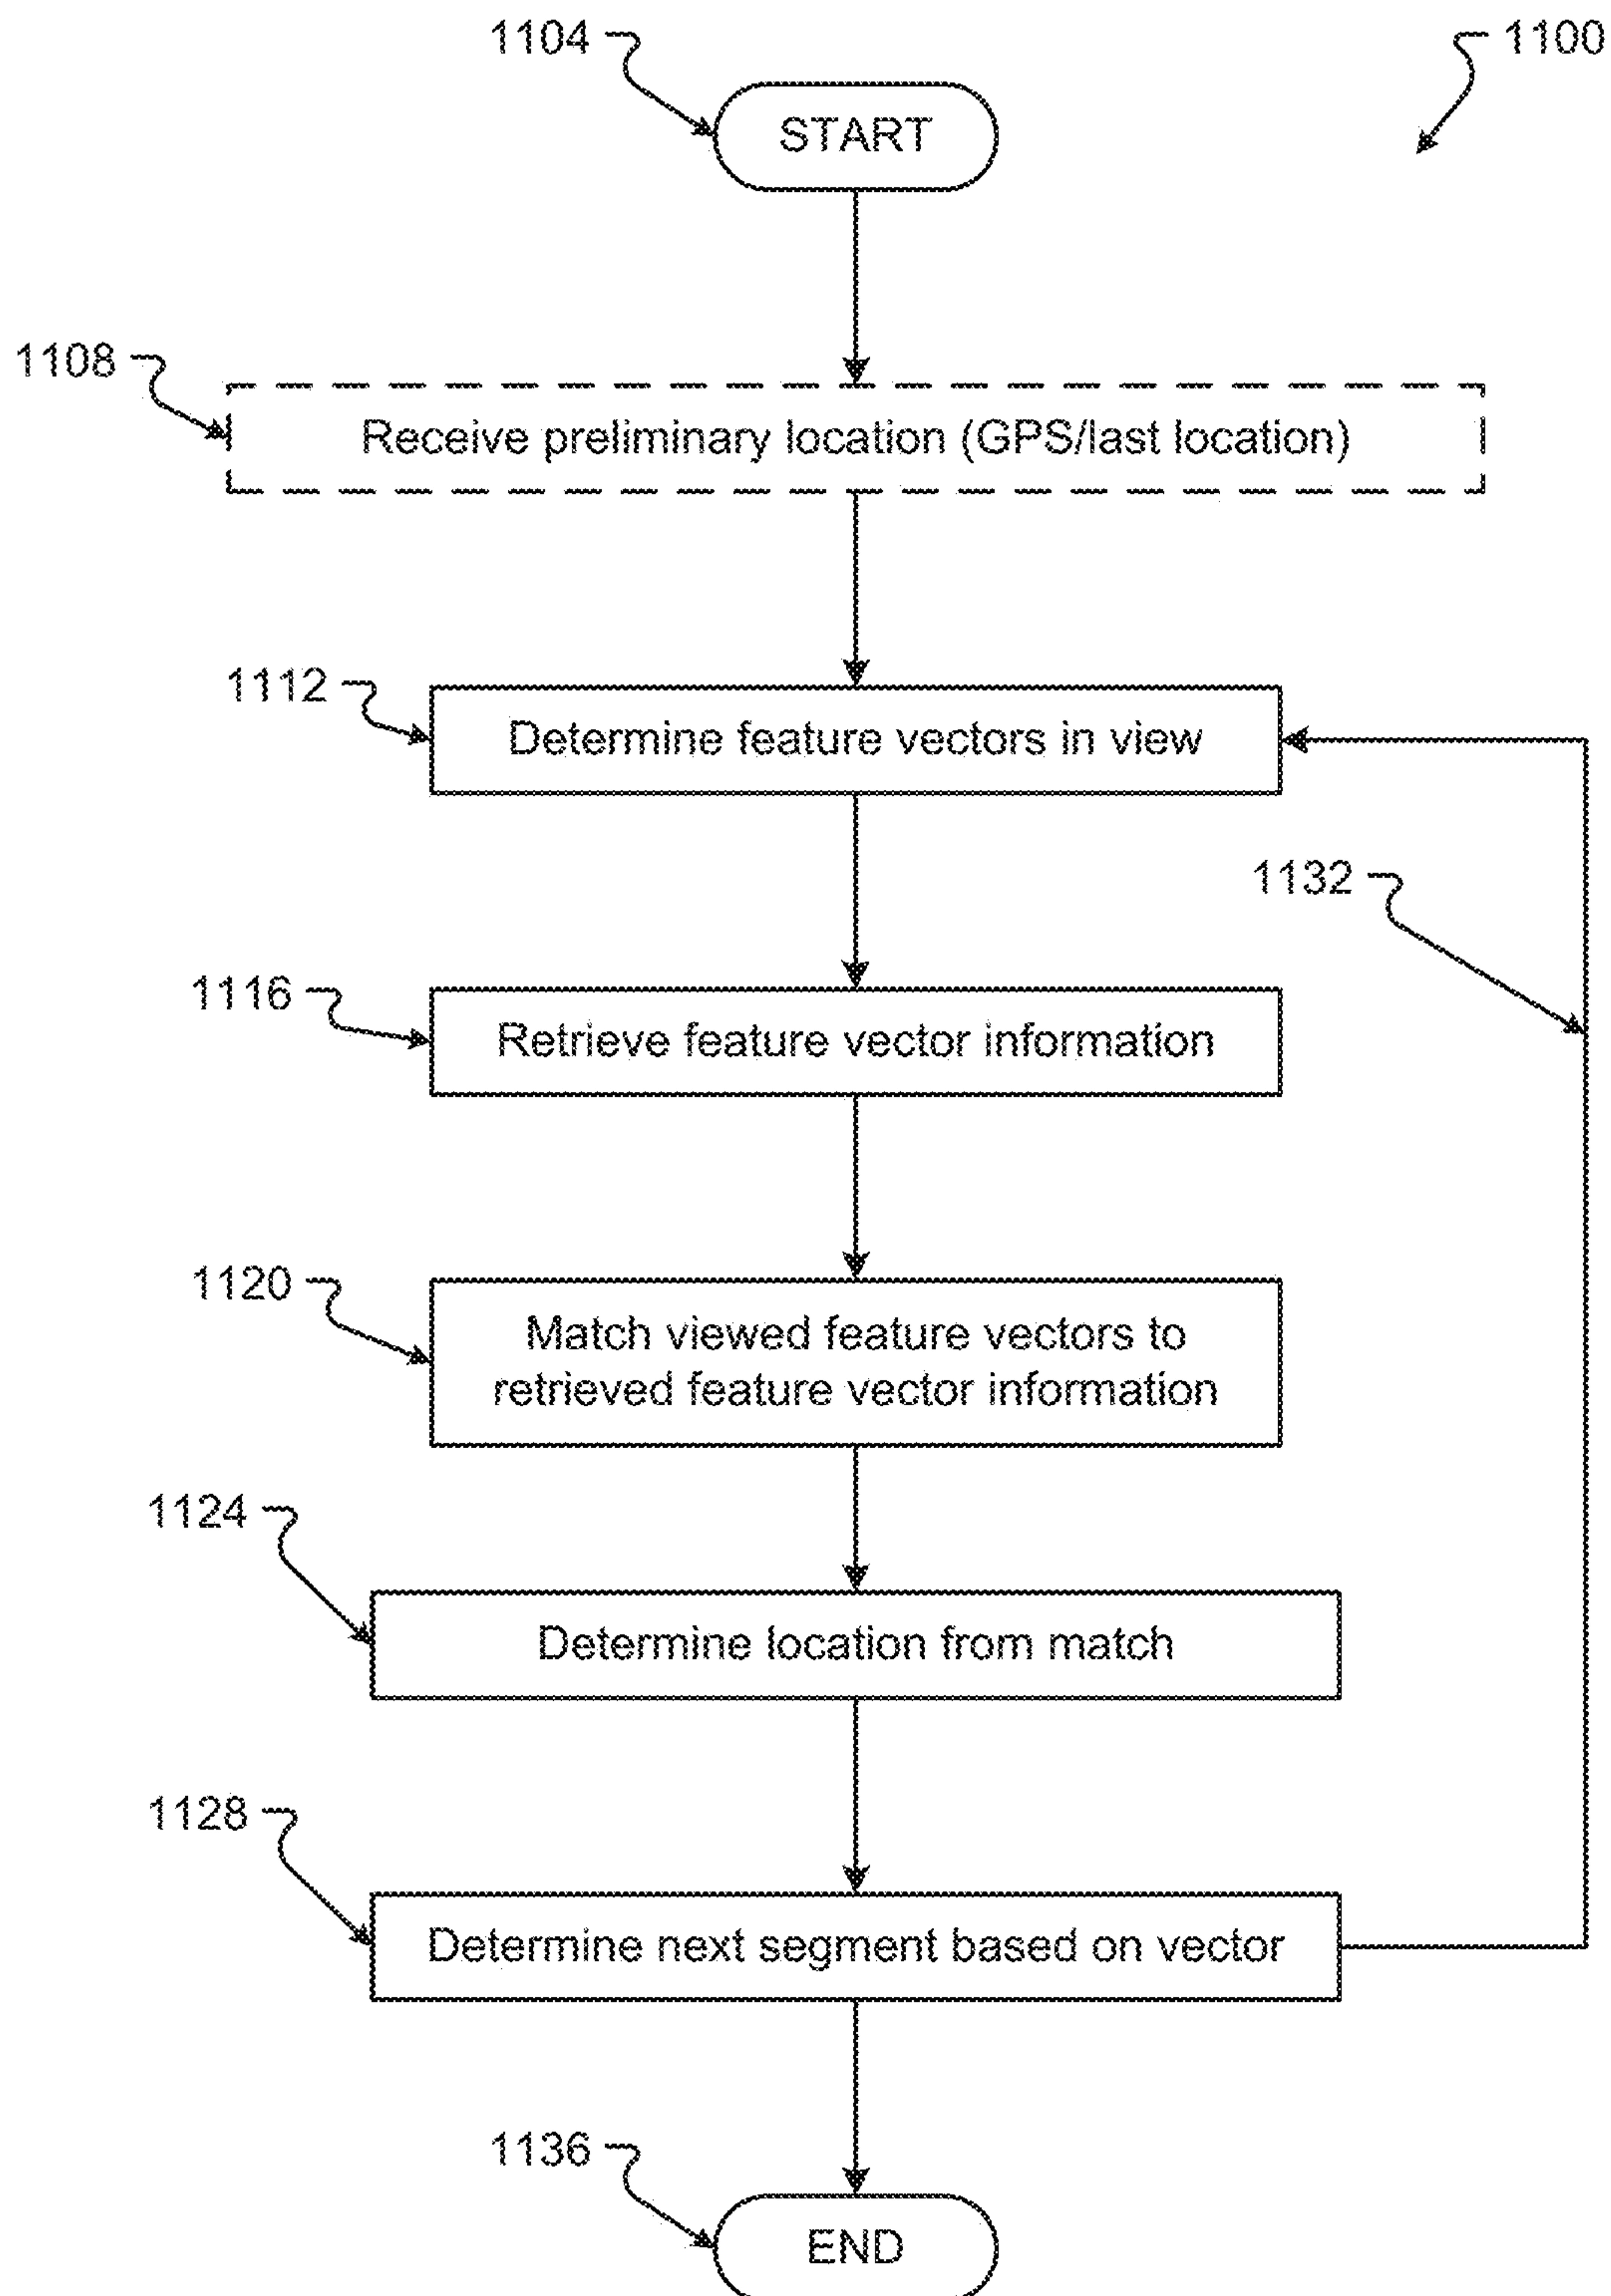 1104
1100
START
1108
Receive preliminary location (GPS/last location)
1112
Determine feature vectors in view
1132
1116
Retrieve feature vector information
1120
Match viewed feature vectors to
retrieved feature vector information
1124
Determine location from match
1128
Determine next segment based on vector
1136
END